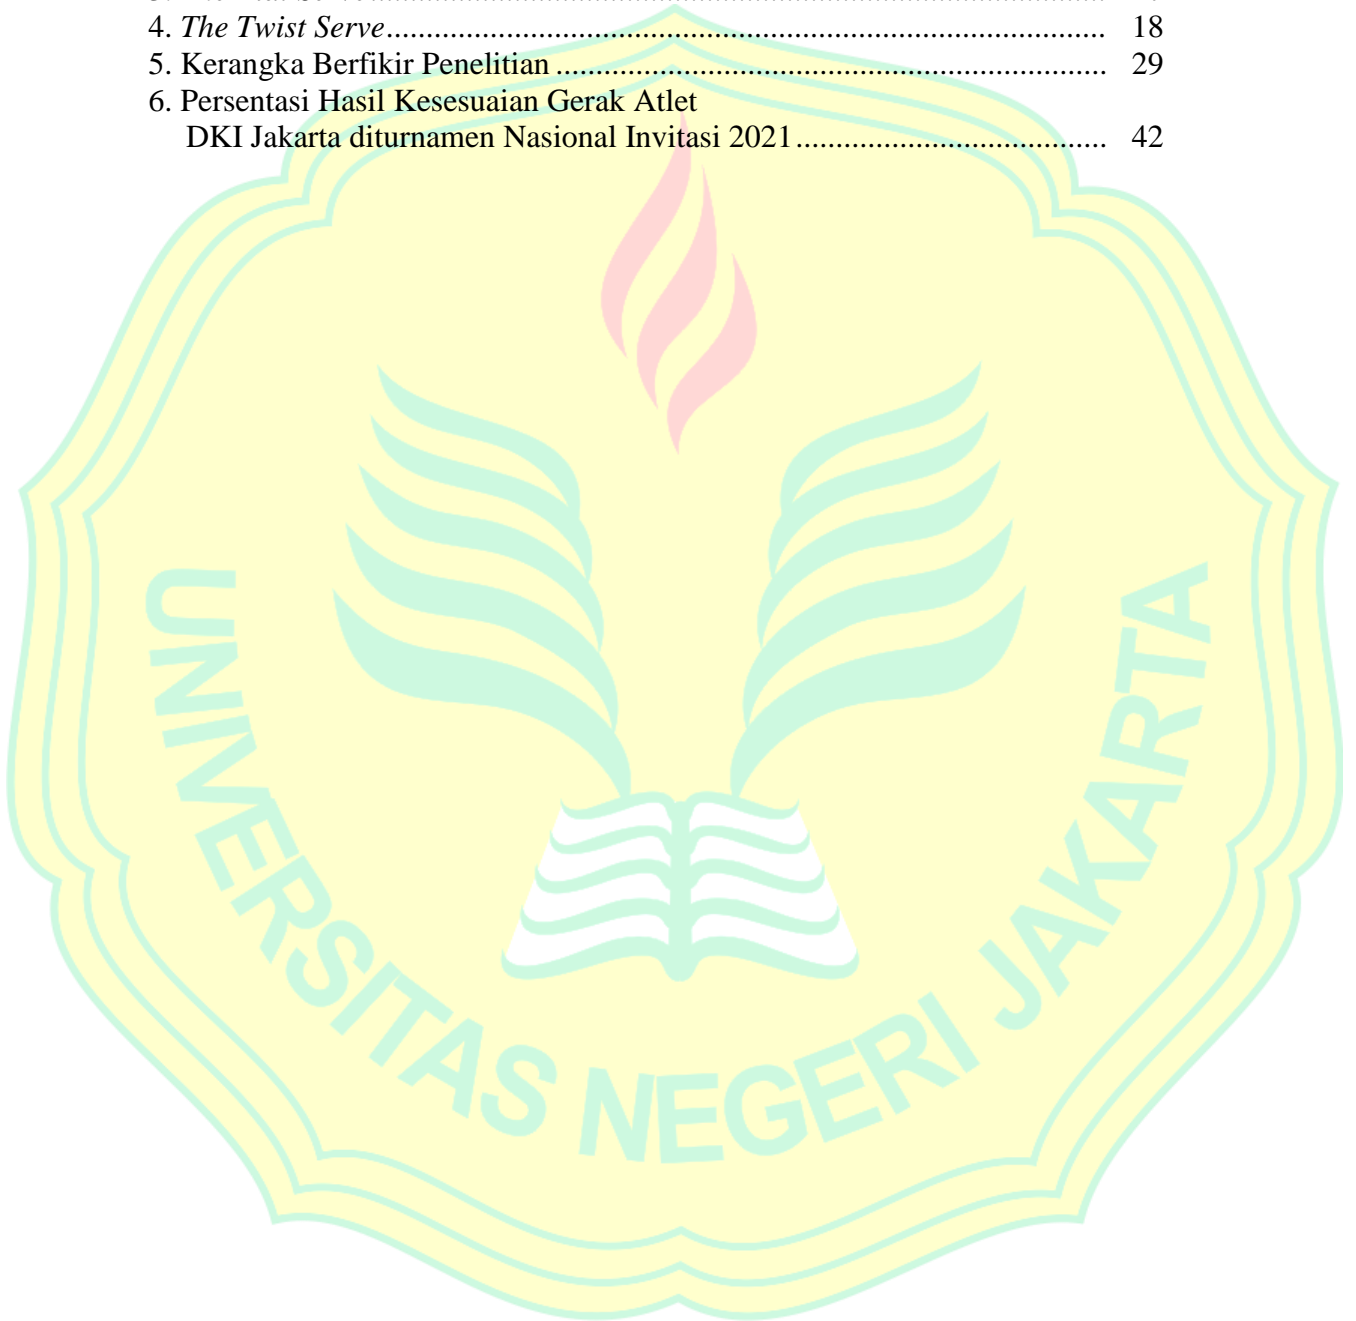 4. The Twist Serve.......................................................................................... 18
5. Kerangka Berfikir Penelitian..................................................................... 29
6. Persentasi Hasil Kesesuaian Gerak Atlet
DKI Jakarta diturnamen Nasional Invitasi 2021....................................... 42
UNIVERSITAS NEGERI JAKARTA